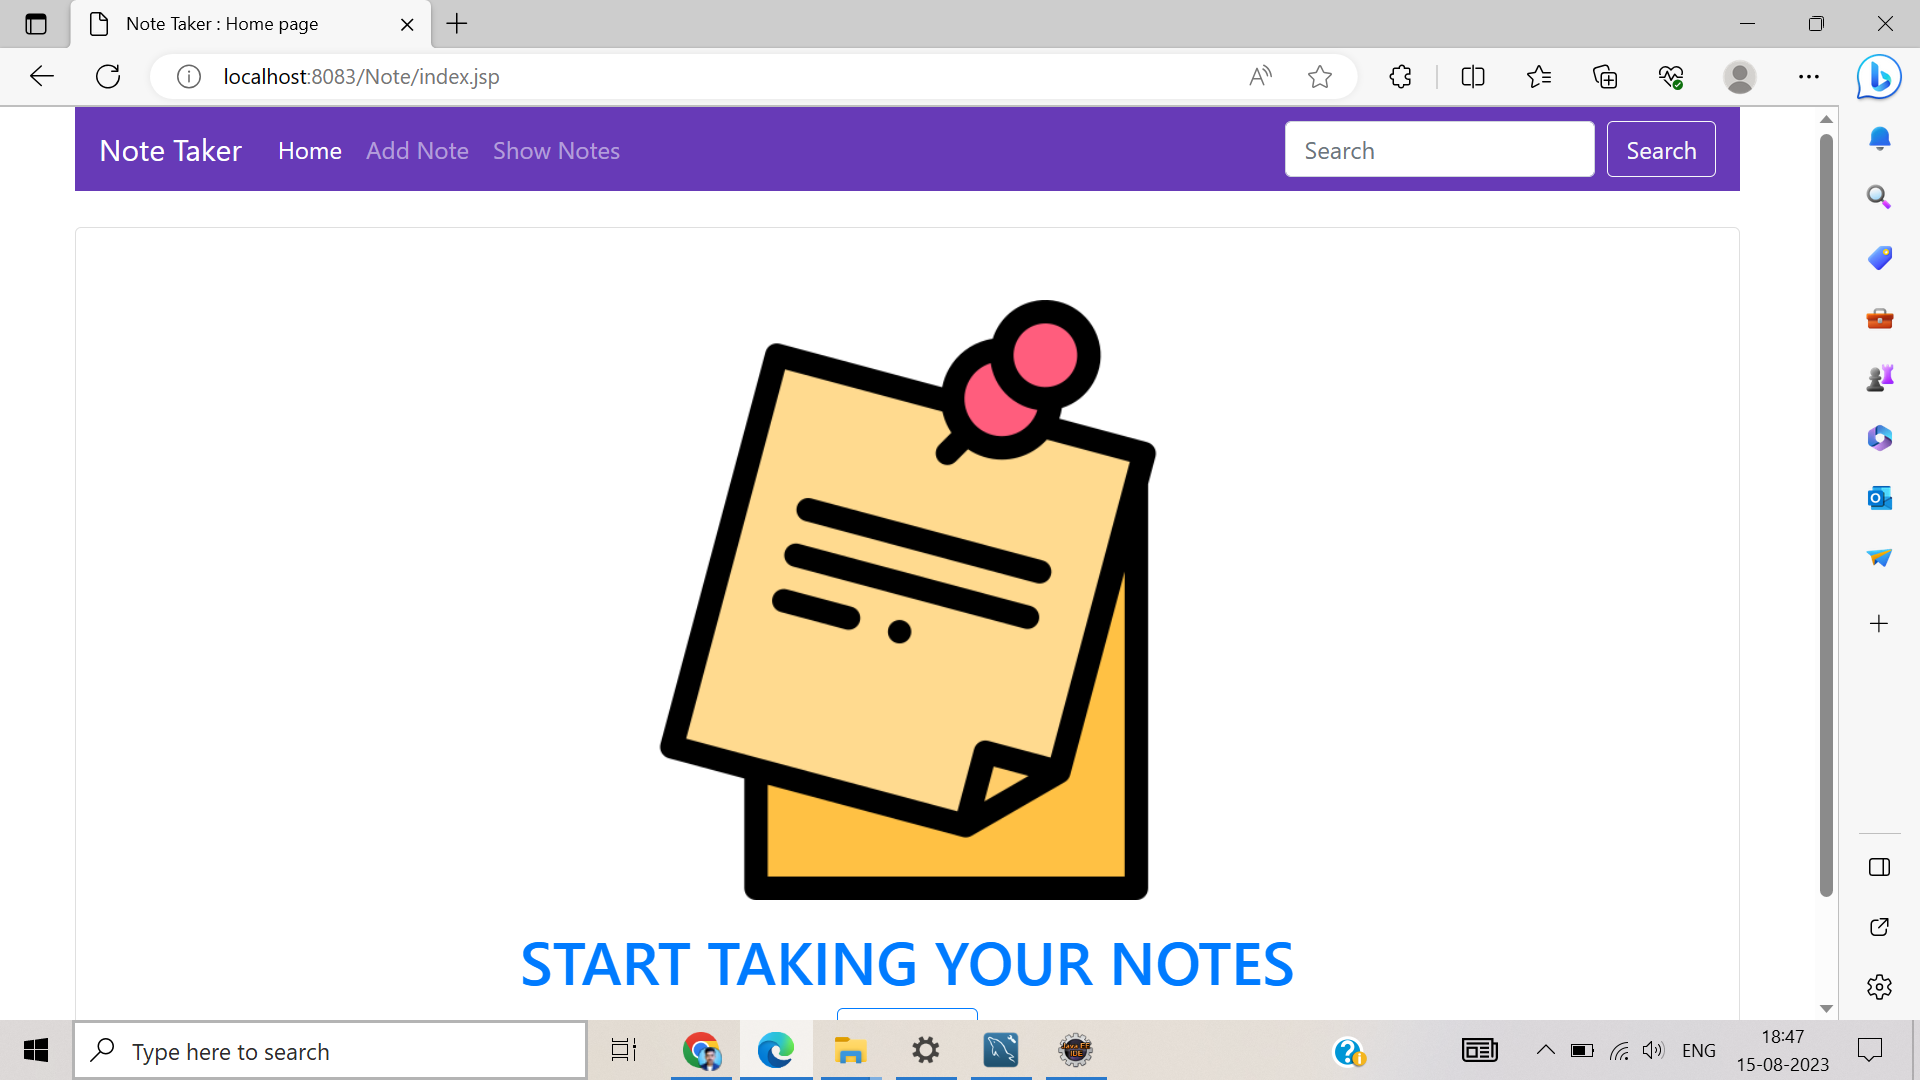 Note Taker : Home page
localhost:8083/Note/index.jsp
Note Taker Home Add Note Show Notes Search Search
START TAKING YOUR NOTES
Type here to search
ENG
18:47
15-08-2023